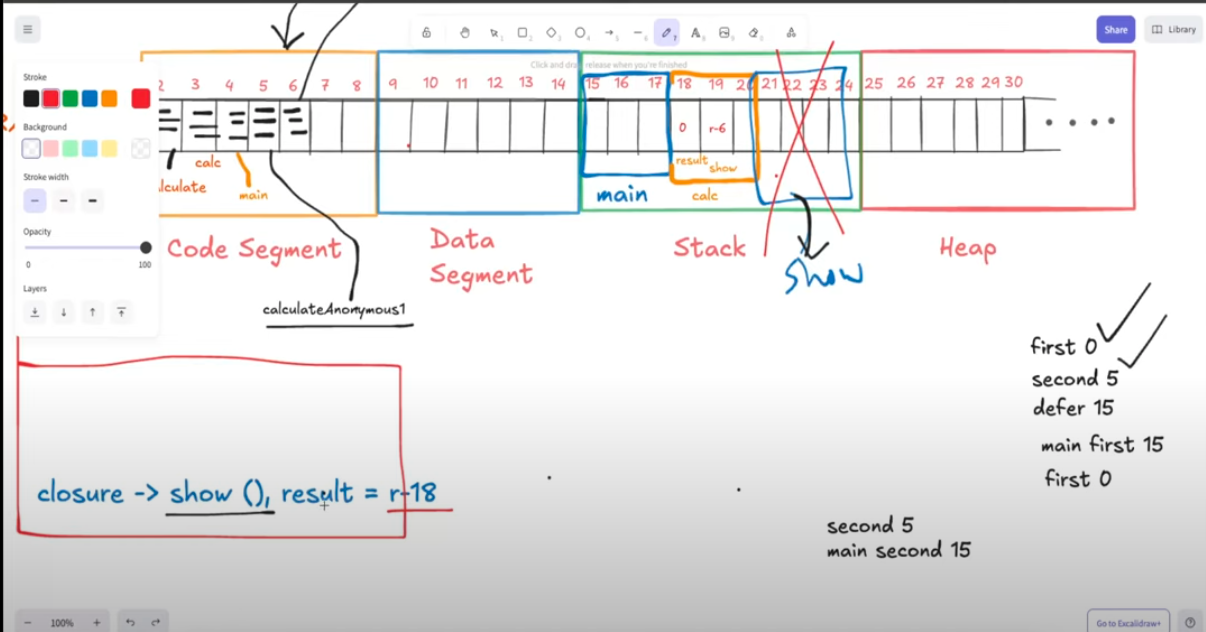 Share
Library
Click and drag, release when you're finished
Stroke
Background
Stroke width
Opacity
0 100
Layers
2 3 4 5 6 7 8 9 10 11 12 13 14 15 16 17 18 19 20 21 22 23 24 25 26 27 28 29 30
0 r-6
calc
result show
lculate
main
main
calc
Code Segment
Data
Segment
Stack
Heap
show
calculateAnonymous1
first 0
second 5
defer 15
main first 15
first 0
closure -> show (), result = r-18
second 5
main second 15
100%
Go to Excalidraw+